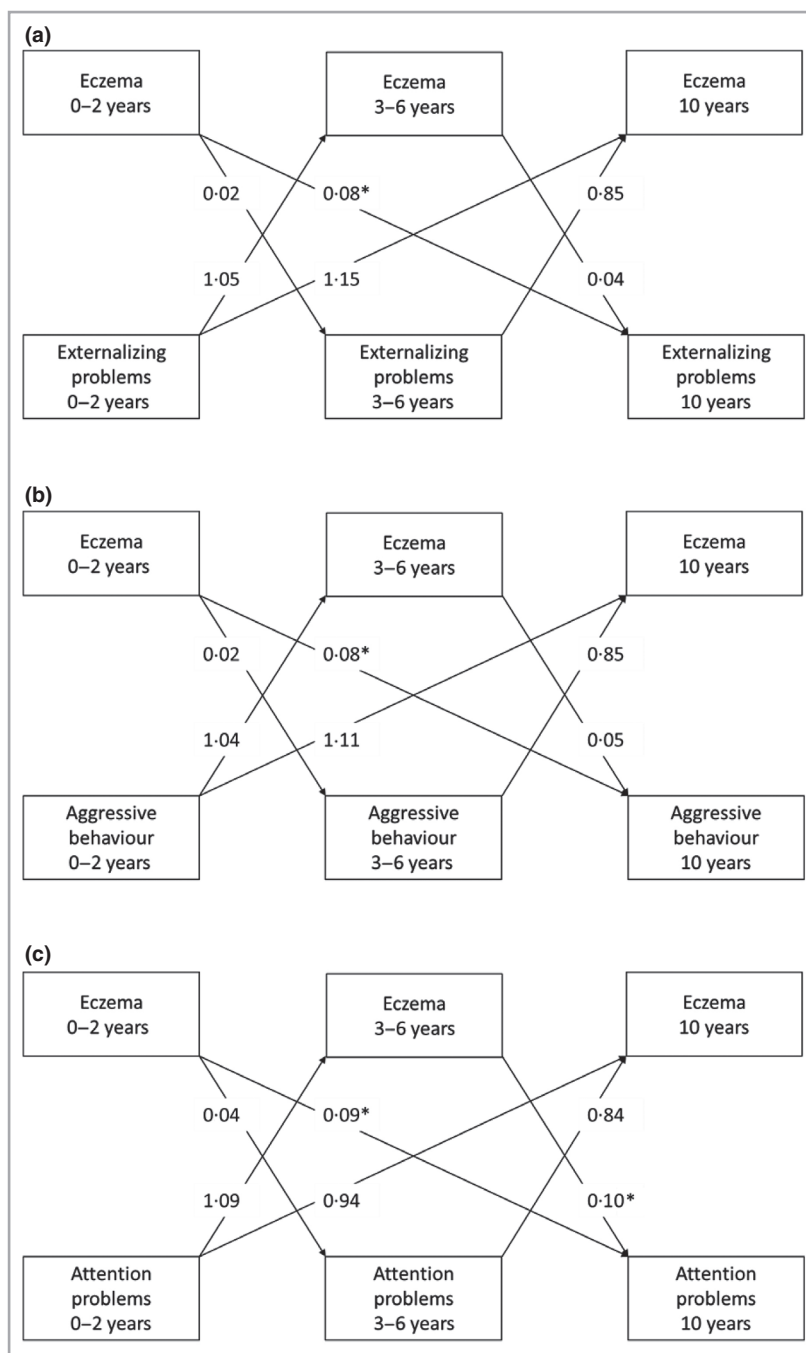 (a)
Eczema
0–2 years
Eczema
3–6 years
Eczema
10 years
0·02
0·08*
0·85
1·05
1·15
0·04
Externalizing
problems
0–2 years
Externalizing
problems
3–6 years
Externalizing
problems
10 years
(b)
Eczema
0–2 years
Eczema
3–6 years
Eczema
10 years
0·02
0·08*
0·85
1·04
1·11
0·05
Aggressive
behaviour
0–2 years
Aggressive
behaviour
3–6 years
Aggressive
behaviour
10 years
(c)
Eczema
0–2 years
Eczema
3–6 years
Eczema
10 years
0·04
0·09*
0·84
1·09
0·94
0·10*
Attention
problems
0–2 years
Attention
problems
3–6 years
Attention
problems
10 years